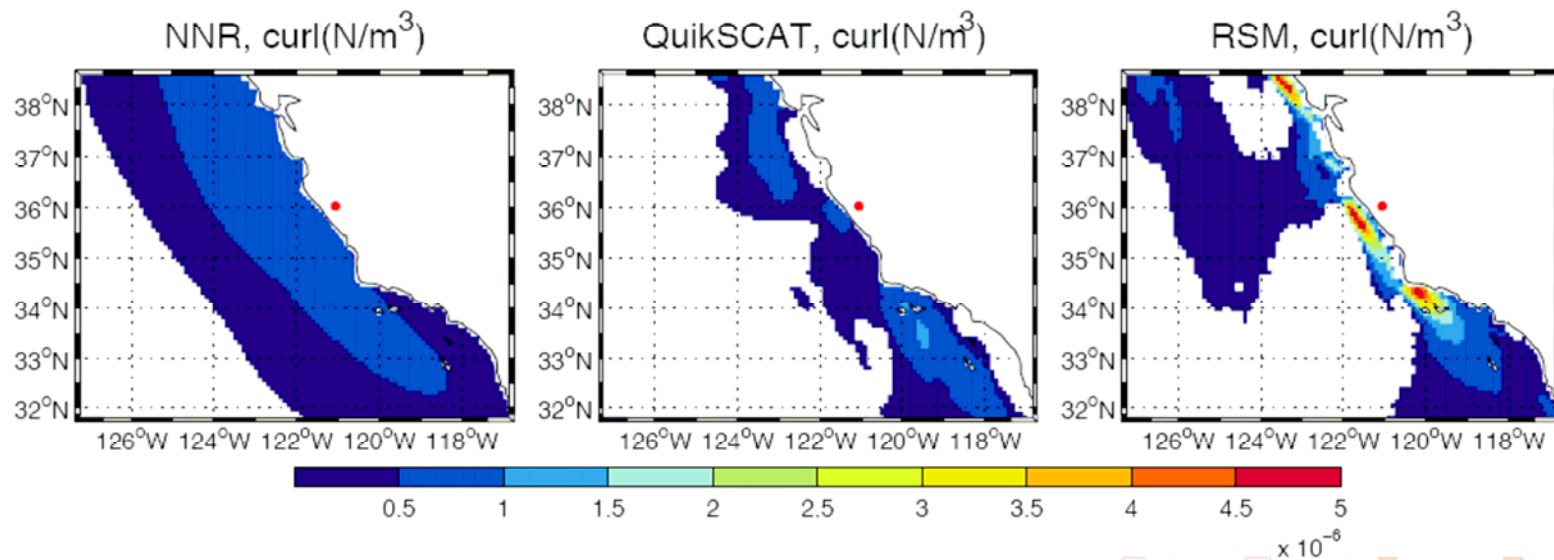 NNR, curl(N/m³) QuikSCAT, curl(N/m³) RSM, curl(N/m³)
38°N 38°N 38°N
37°N 37°N 37°N
36°N 36°N 36°N
35°N 35°N 35°N
34°N 34°N 34°N
33°N 33°N 33°N
32°N 32°N 32°N
126°W 124°W 122°W 120°W 118°W 126°W 124°W 122°W 120°W 118°W 126°W 124°W 122°W 120°W 118°W
0.5 1 1.5 2 2.5 3 3.5 4 4.5 5
x 10⁻⁶